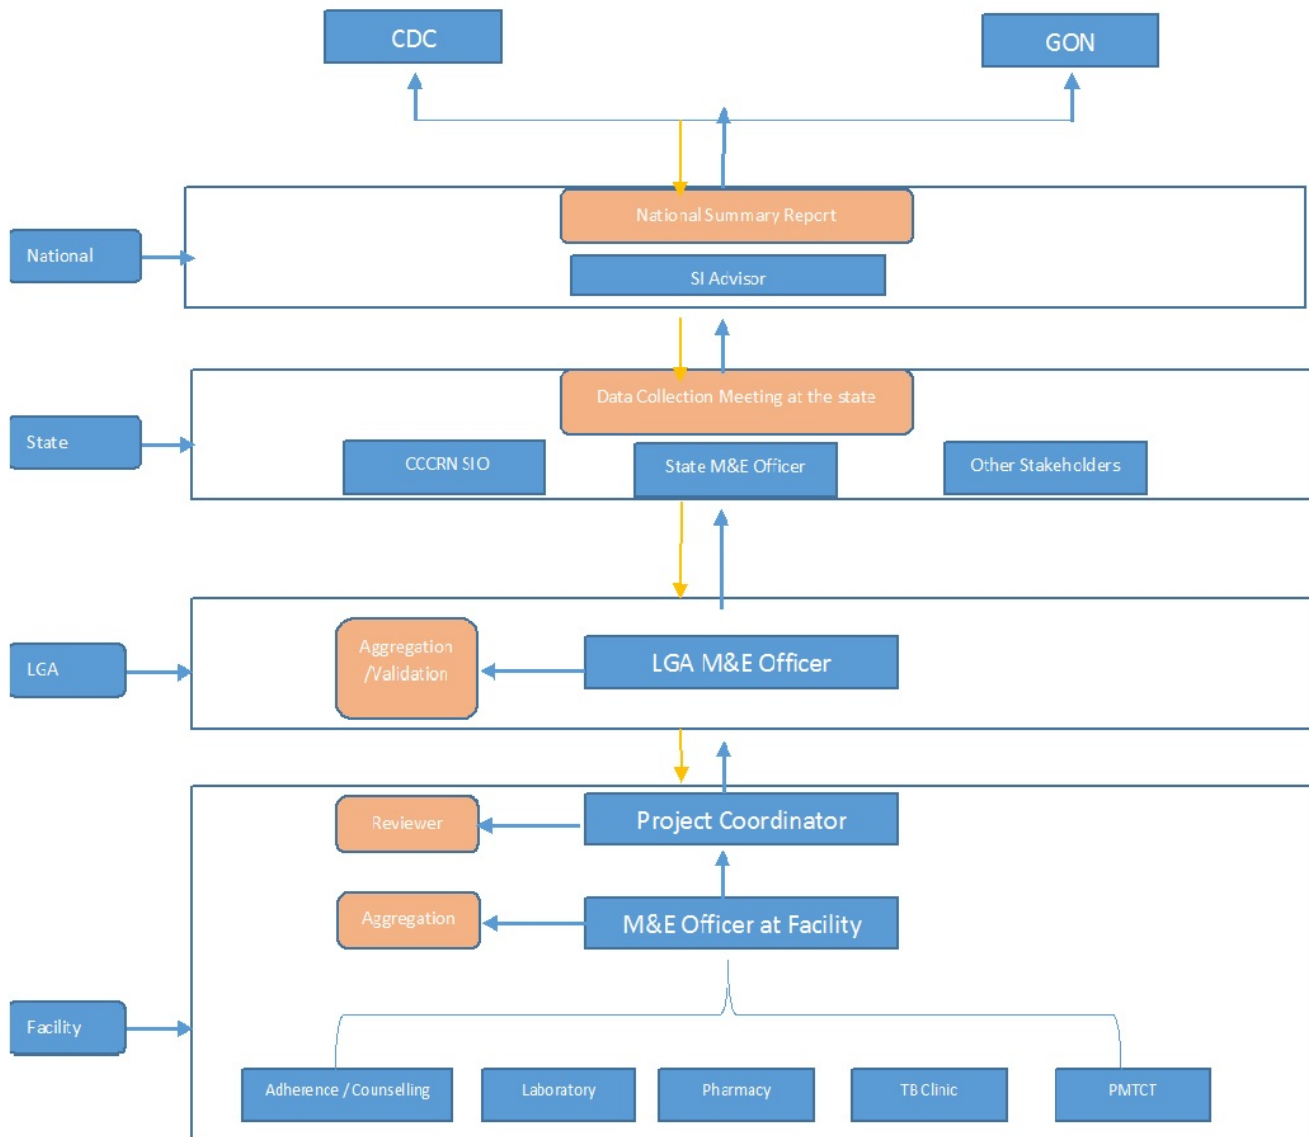 CDC
GON
National Summary Report
National
SI Advisor
Data Collection Meeting at the state
State
CCCRN SIO
State M&E Officer
Other Stakeholders
Aggregation
/Validation
LGA M&E Officer
LGA
Reviewer
Project Coordinator
Aggregation
M&E Officer at Facility
Facility
Adherence / Counselling
Laboratory
Pharmacy
TB Clinic
PMTCT